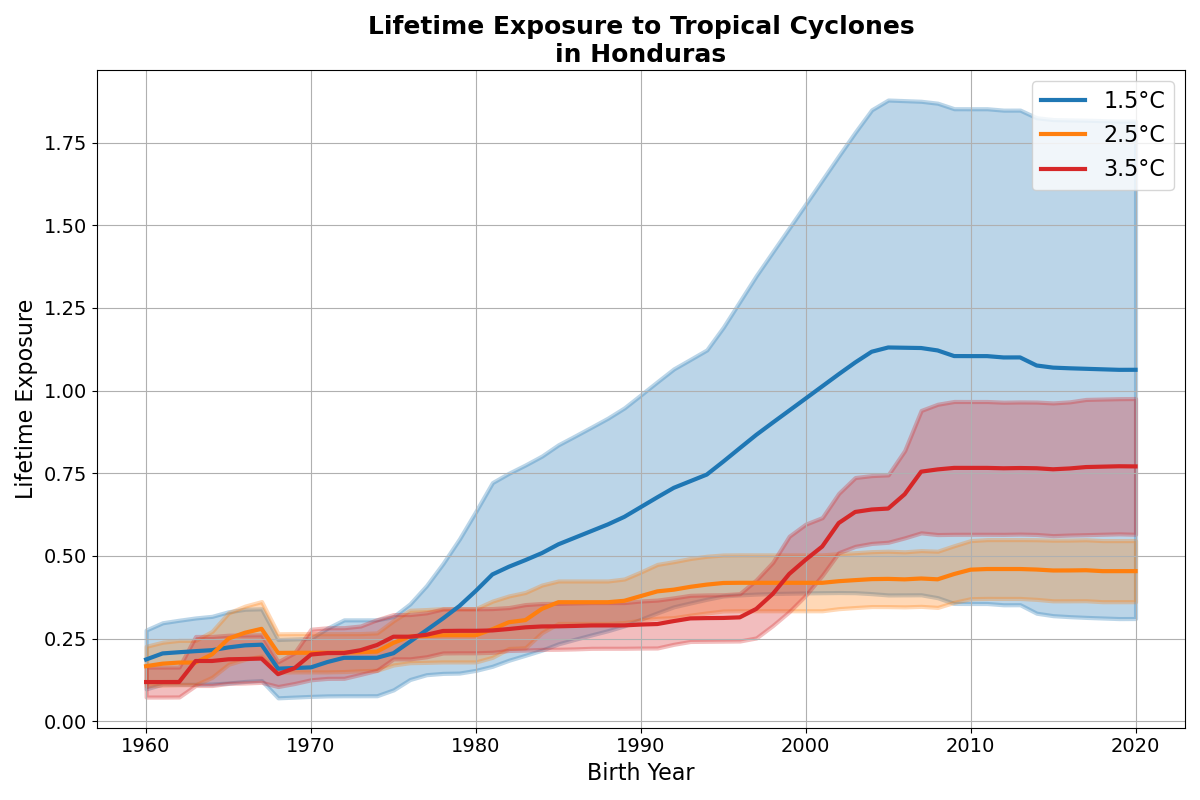 Lifetime Exposure to Tropical Cyclones
in Honduras
1.5°C
2.5°C
3.5°C
Lifetime Exposure
1.75
1.50
1.25
1.00
0.75
0.50
0.25
0.00
1960
1970
1980
1990
2000
2010
2020
Birth Year